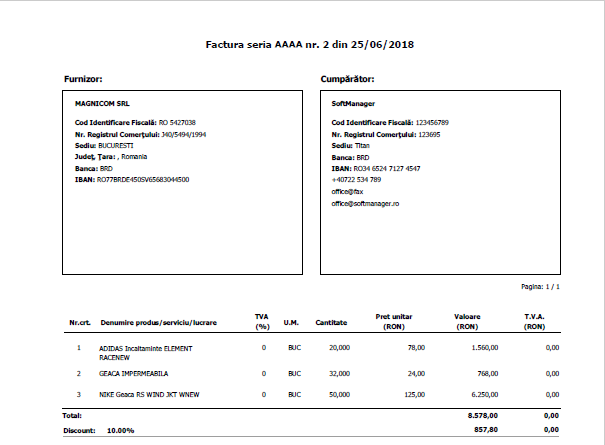 Factura seria AAAA nr. 2 din 25/06/2018
Furnizor:
MAGNICOM SRL
Cod Identificare Fiscală: RO 5427038
Nr. Registrul Comerțului: J40/5494/1994
Sediu: BUCURESTI
Județ, Țara: , Romania
Banca: BRD
IBAN: RO77BRDE450SV65683044500
Cumpărător:
SoftManager
Cod Identificare Fiscală: 123456789
Nr. Registrul Comerțului: 123695
Sediu: Titan
Banca: BRD
IBAN: RO34 6524 7127 4547
+40722 534 789
office@fax
office@softmanager.ro
Pagina: 1 / 1
Nr.crt. Denumire produs/serviciu/lucrare TVA (%) U.M. Cantitate Pret unitar (RON) Valoare (RON) T.V.A. (RON)
1 ADIDAS Incaltaminte ELEMENT 0 BUC 20,000 78,00 1.560,00 0,00
RACENEW
2 GEACA IMPERMEABILA 0 BUC 32,000 24,00 768,00 0,00
3 NIKE Geaca RS WIND JKT WNEW 0 BUC 50,000 125,00 6.250,00 0,00
Total: 8.578,00 0,00
Discount: 10.00% 857,80 0,00